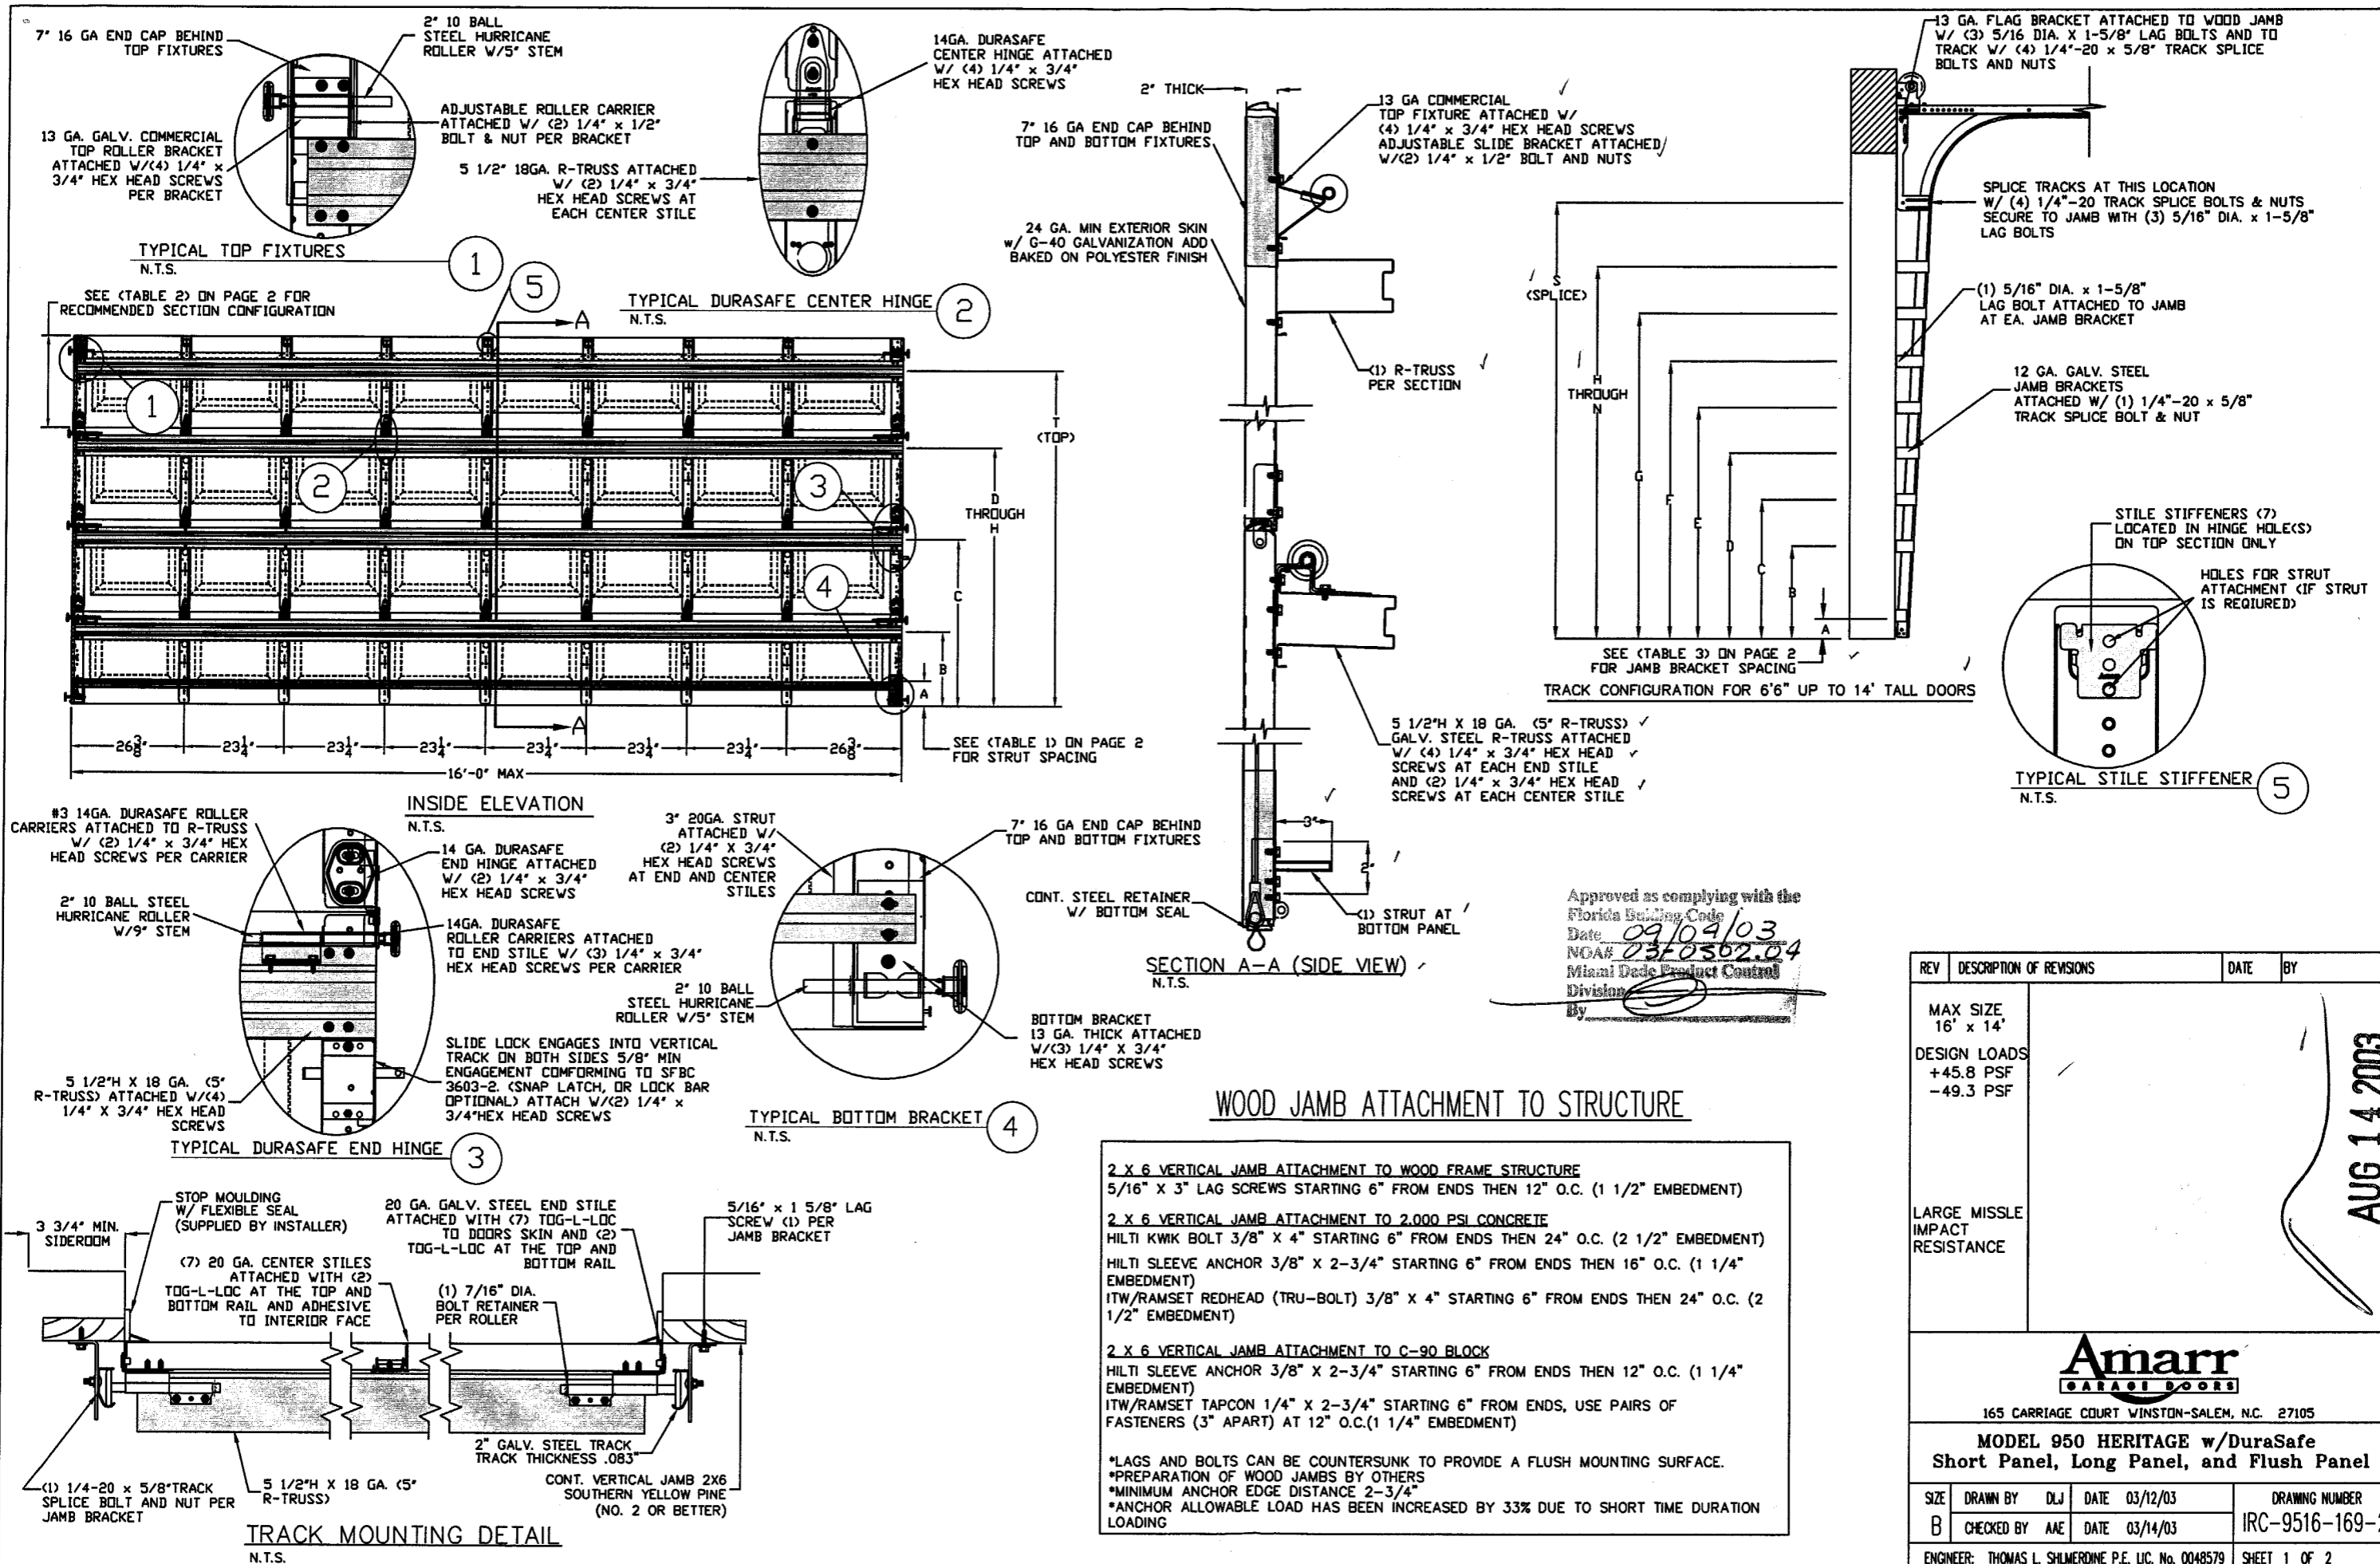 7" 16 GA END CAP BEHIND
TOP FIXTURES
2" 10 BALL
STEEL HURRICANE
ROLLER W/5" STEM
13 GA. GALV. COMMERCIAL
TOP ROLLER BRACKET
ATTACHED W/(4) 1/4" x
3/4" HEX HEAD SCREWS
PER BRACKET
ADJUSTABLE ROLLER CARRIER
ATTACHED W/ (2) 1/4" x 1/2"
BOLT & NUT PER BRACKET
TYPICAL TOP FIXTURES
N.T.S.
1
14GA. DURASAFE
CENTER HINGE ATTACHED
W/ (4) 1/4" x 3/4"
HEX HEAD SCREWS
5 1/2" 18GA. R-TRUSS ATTACHED
W/ (2) 1/4" x 3/4"
HEX HEAD SCREWS AT
EACH CENTER STILE
TYPICAL DURASAFE CENTER HINGE
N.T.S.
2
SEE (TABLE 2) ON PAGE 2 FOR
RECOMMENDED SECTION CONFIGURATION
5
A
1
2
3
4
T
(TOP)
D
THROUGH
H
C
B
A
A
26 3/8"
23 1/4"
23 1/4"
23 1/4"
23 1/4"
23 1/4"
23 1/4"
26 3/8"
16'-0" MAX
SEE (TABLE 1) ON PAGE 2
FOR STRUT SPACING
INSIDE ELEVATION
N.T.S.
2" THICK
7" 16 GA END CAP BEHIND
TOP AND BOTTOM FIXTURES
24 GA. MIN EXTERIOR SKIN
w/ G-40 GALVANIZATION ADD
BAKED ON POLYESTER FINISH
13 GA COMMERCIAL
TOP FIXTURE ATTACHED W/
(4) 1/4" x 3/4" HEX HEAD SCREWS
ADJUSTABLE SLIDE BRACKET ATTACHED
W/(2) 1/4" x 1/2" BOLT AND NUTS
(1) R-TRUSS
PER SECTION
5 1/2"H X 18 GA. (5" R-TRUSS)
GALV. STEEL R-TRUSS ATTACHED
W/ (4) 1/4" x 3/4" HEX HEAD
SCREWS AT EACH END STILE
AND (2) 1/4" x 3/4" HEX HEAD
SCREWS AT EACH CENTER STILE
3"
2"
7" 16 GA END CAP BEHIND
TOP AND BOTTOM FIXTURES
CONT. STEEL RETAINER
W/ BOTTOM SEAL
(1) STRUT AT
BOTTOM PANEL
SECTION A-A (SIDE VIEW)
N.T.S.
13 GA. FLAG BRACKET ATTACHED TO WOOD JAMB
W/ (3) 5/16 DIA. X 1-5/8" LAG BOLTS AND TO
TRACK W/ (4) 1/4"-20 x 5/8" TRACK SPLICE
BOLTS AND NUTS
SPLICE TRACKS AT THIS LOCATION
W/ (4) 1/4"-20 TRACK SPLICE BOLTS & NUTS
SECURE TO JAMB WITH (3) 5/16" DIA. x 1-5/8"
LAG BOLTS
(1) 5/16" DIA. x 1-5/8"
LAG BOLT ATTACHED TO JAMB
AT EA. JAMB BRACKET
12 GA. GALV. STEEL
JAMB BRACKETS
ATTACHED W/ (1) 1/4"-20 x 5/8"
TRACK SPLICE BOLT & NUT
S
(SPLICE)
H
THROUGH
N
G
F
E
D
C
B
A
SEE (TABLE 3) ON PAGE 2
FOR JAMB BRACKET SPACING
TRACK CONFIGURATION FOR 6'6" UP TO 14' TALL DOORS
STILE STIFFENERS (7)
LOCATED IN HINGE HOLE(S)
ON TOP SECTION ONLY
HOLES FOR STRUT
ATTACHMENT (IF STRUT
IS REQIURED)
TYPICAL STILE STIFFENER
N.T.S.
5
#3 14GA. DURASAFE ROLLER
CARRIERS ATTACHED TO R-TRUSS
W/ (2) 1/4" x 3/4" HEX
HEAD SCREWS PER CARRIER
2" 10 BALL STEEL
HURRICANE ROLLER
W/9" STEM
5 1/2"H X 18 GA. (5"
R-TRUSS) ATTACHED W/(4)
1/4" X 3/4" HEX HEAD
SCREWS
14 GA. DURASAFE
END HINGE ATTACHED
W/ (2) 1/4" x 3/4"
HEX HEAD SCREWS
14GA. DURASAFE
ROLLER CARRIERS ATTACHED
TO END STILE W/ (3) 1/4" x 3/4"
HEX HEAD SCREWS PER CARRIER
SLIDE LOCK ENGAGES INTO VERTICAL
TRACK ON BOTH SIDES 5/8" MIN
ENGAGEMENT COMFORMING TO SFBC
3603-2. (SNAP LATCH, OR LOCK BAR
OPTIONAL) ATTACH W/(2) 1/4" x
3/4"HEX HEAD SCREWS
TYPICAL DURASAFE END HINGE
3
3" 20GA. STRUT
ATTACHED W/
(2) 1/4" X 3/4"
HEX HEAD SCREWS
AT END AND CENTER
STILES
2" 10 BALL
STEEL HURRICANE
ROLLER W/5" STEM
BOTTOM BRACKET
13 GA. THICK ATTACHED
W/(3) 1/4" X 3/4"
HEX HEAD SCREWS
TYPICAL BOTTOM BRACKET
N.T.S.
4
3 3/4" MIN.
SIDEROOM
STOP MOULDING
W/ FLEXIBLE SEAL
(SUPPLIED BY INSTALLER)
(7) 20 GA. CENTER STILES
ATTACHED WITH (2)
TOG-L-LOC AT THE TOP AND
BOTTOM RAIL AND ADHESIVE
TO INTERIOR FACE
20 GA. GALV. STEEL END STILE
ATTACHED WITH (7) TOG-L-LOC
TO DOORS SKIN AND (2)
TOG-L-LOC AT THE TOP AND
BOTTOM RAIL
(1) 7/16" DIA.
BOLT RETAINER
PER ROLLER
5/16" x 1 5/8" LAG
SCREW (1) PER
JAMB BRACKET
(1) 1/4-20 x 5/8"TRACK
SPLICE BOLT AND NUT PER
JAMB BRACKET
5 1/2"H X 18 GA. (5"
R-TRUSS)
2" GALV. STEEL TRACK
TRACK THICKNESS .083"
CONT. VERTICAL JAMB 2X6
SOUTHERN YELLOW PINE
(NO. 2 OR BETTER)
TRACK MOUNTING DETAIL
N.T.S.
Approved as complying with the
Florida Building Code
Date 09/04/03
NOA# 03-0502.04
Miami Dade Product Control
Division
By
WOOD JAMB ATTACHMENT TO STRUCTURE
2 X 6 VERTICAL JAMB ATTACHMENT TO WOOD FRAME STRUCTURE
5/16" X 3" LAG SCREWS STARTING 6" FROM ENDS THEN 12" O.C. (1 1/2" EMBEDMENT)
2 X 6 VERTICAL JAMB ATTACHMENT TO 2,000 PSI CONCRETE
HILTI KWIK BOLT 3/8" X 4" STARTING 6" FROM ENDS THEN 24" O.C. (2 1/2" EMBEDMENT)
HILTI SLEEVE ANCHOR 3/8" X 2-3/4" STARTING 6" FROM ENDS THEN 16" O.C. (1 1/4"
EMBEDMENT)
ITW/RAMSET REDHEAD (TRU-BOLT) 3/8" X 4" STARTING 6" FROM ENDS THEN 24" O.C. (2
1/2" EMBEDMENT)
2 X 6 VERTICAL JAMB ATTACHMENT TO C-90 BLOCK
HILTI SLEEVE ANCHOR 3/8" X 2-3/4" STARTING 6" FROM ENDS THEN 12" O.C. (1 1/4"
EMBEDMENT)
ITW/RAMSET TAPCON 1/4" X 2-3/4" STARTING 6" FROM ENDS, USE PAIRS OF
FASTENERS (3" APART) AT 12" O.C.(1 1/4" EMBEDMENT)
*LAGS AND BOLTS CAN BE COUNTERSUNK TO PROVIDE A FLUSH MOUNTING SURFACE.
*PREPARATION OF WOOD JAMBS BY OTHERS
*MINIMUM ANCHOR EDGE DISTANCE 2-3/4"
*ANCHOR ALLOWABLE LOAD HAS BEEN INCREASED BY 33% DUE TO SHORT TIME DURATION
LOADING
REV DESCRIPTION OF REVISIONS DATE BY
MAX SIZE
16' x 14'
DESIGN LOADS
+45.8 PSF
-49.3 PSF
LARGE MISSLE
IMPACT
RESISTANCE
AUG 14 2003
Amarr
GARAGE DOORS
165 CARRIAGE COURT WINSTON-SALEM, N.C. 27105
MODEL 950 HERITAGE w/DuraSafe
Short Panel, Long Panel, and Flush Panel
SIZE DRAWN BY DLJ DATE 03/12/03 DRAWING NUMBER
B CHECKED BY AAE DATE 03/14/03 IRC-9516-169-
ENGINEER: THOMAS L. SHLMERDINE P.E. LIC. No. 0048579 SHEET 1 OF 2